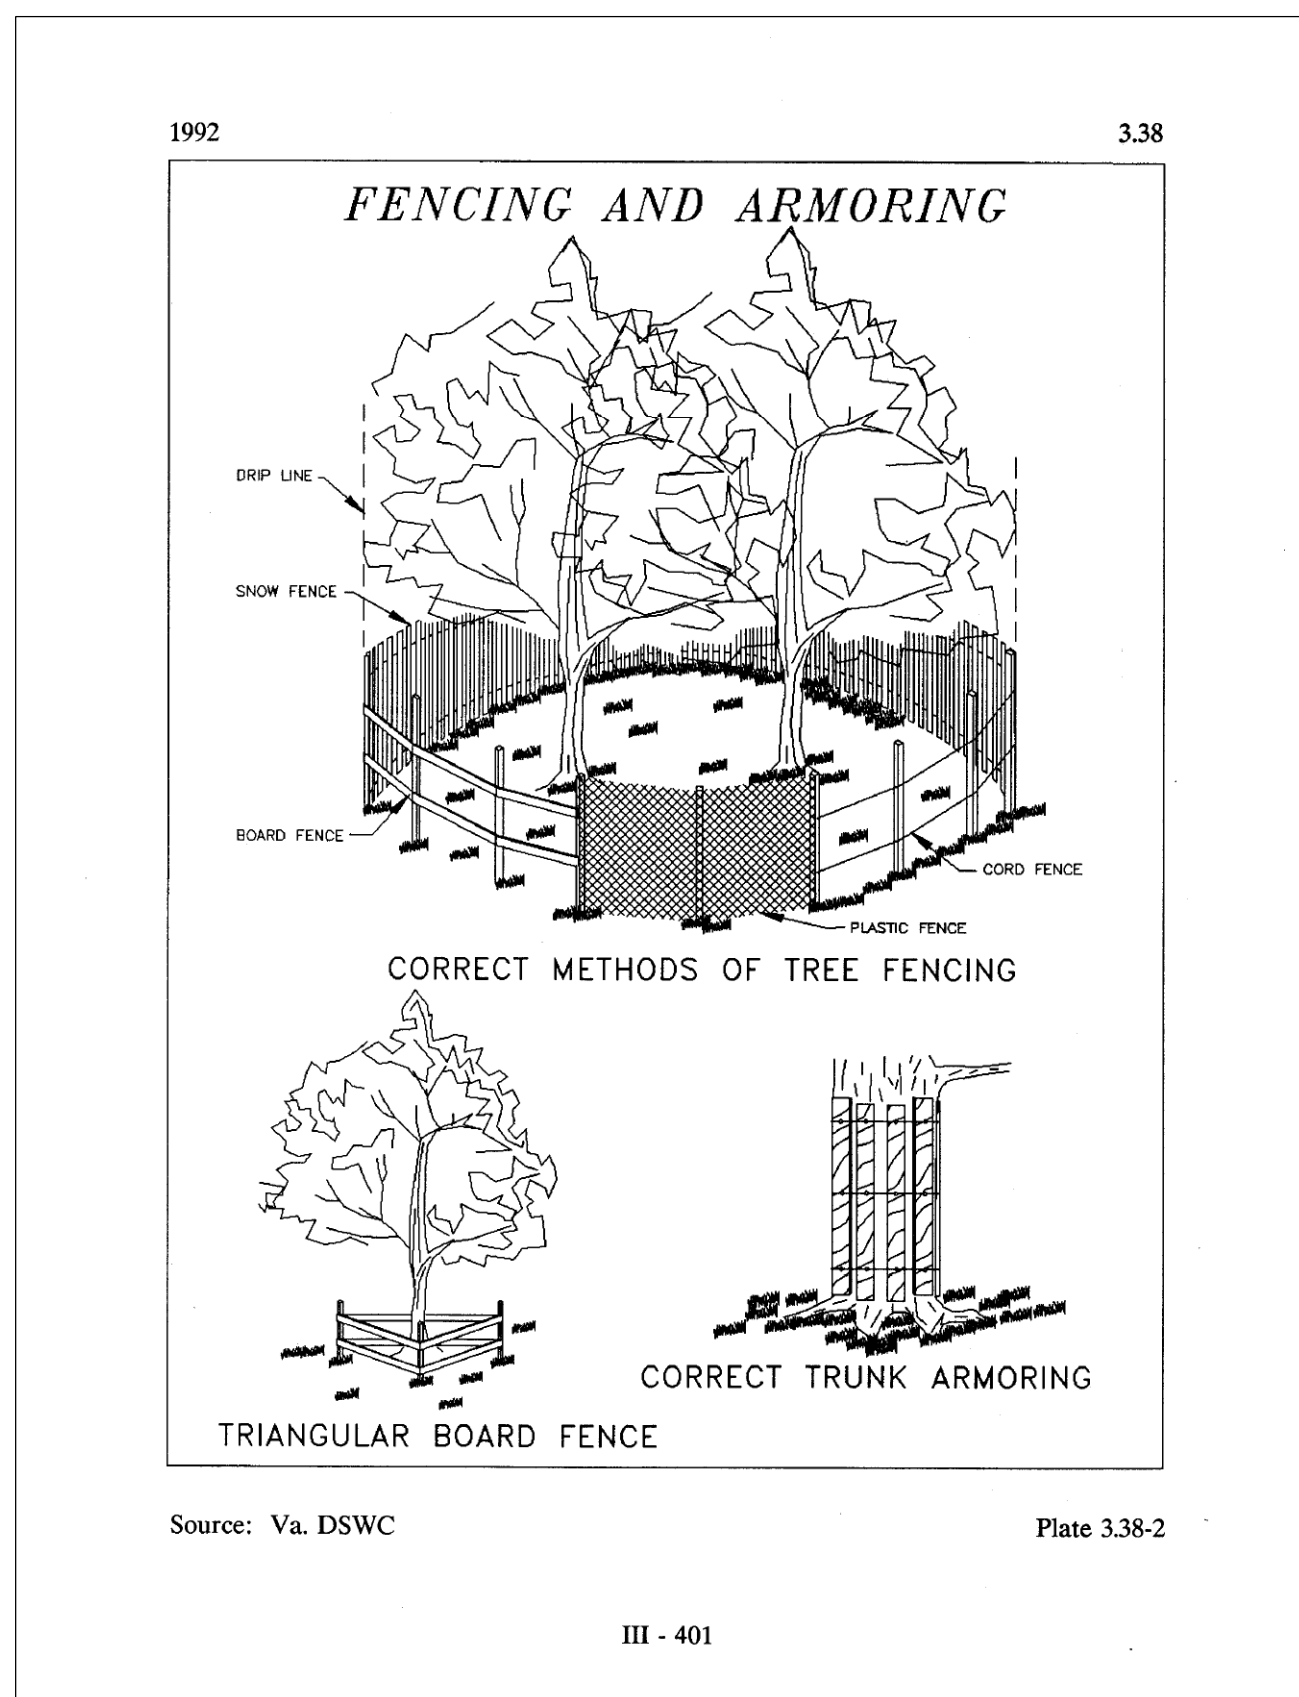 1992 3.38
FENCING AND ARMORING
DRIP LINE
SNOW FENCE
BOARD FENCE
CORD FENCE
PLASTIC FENCE
CORRECT METHODS OF TREE FENCING
CORRECT TRUNK ARMORING
TRIANGULAR BOARD FENCE
Source: Va. DSWC Plate 3.38-2
III - 401